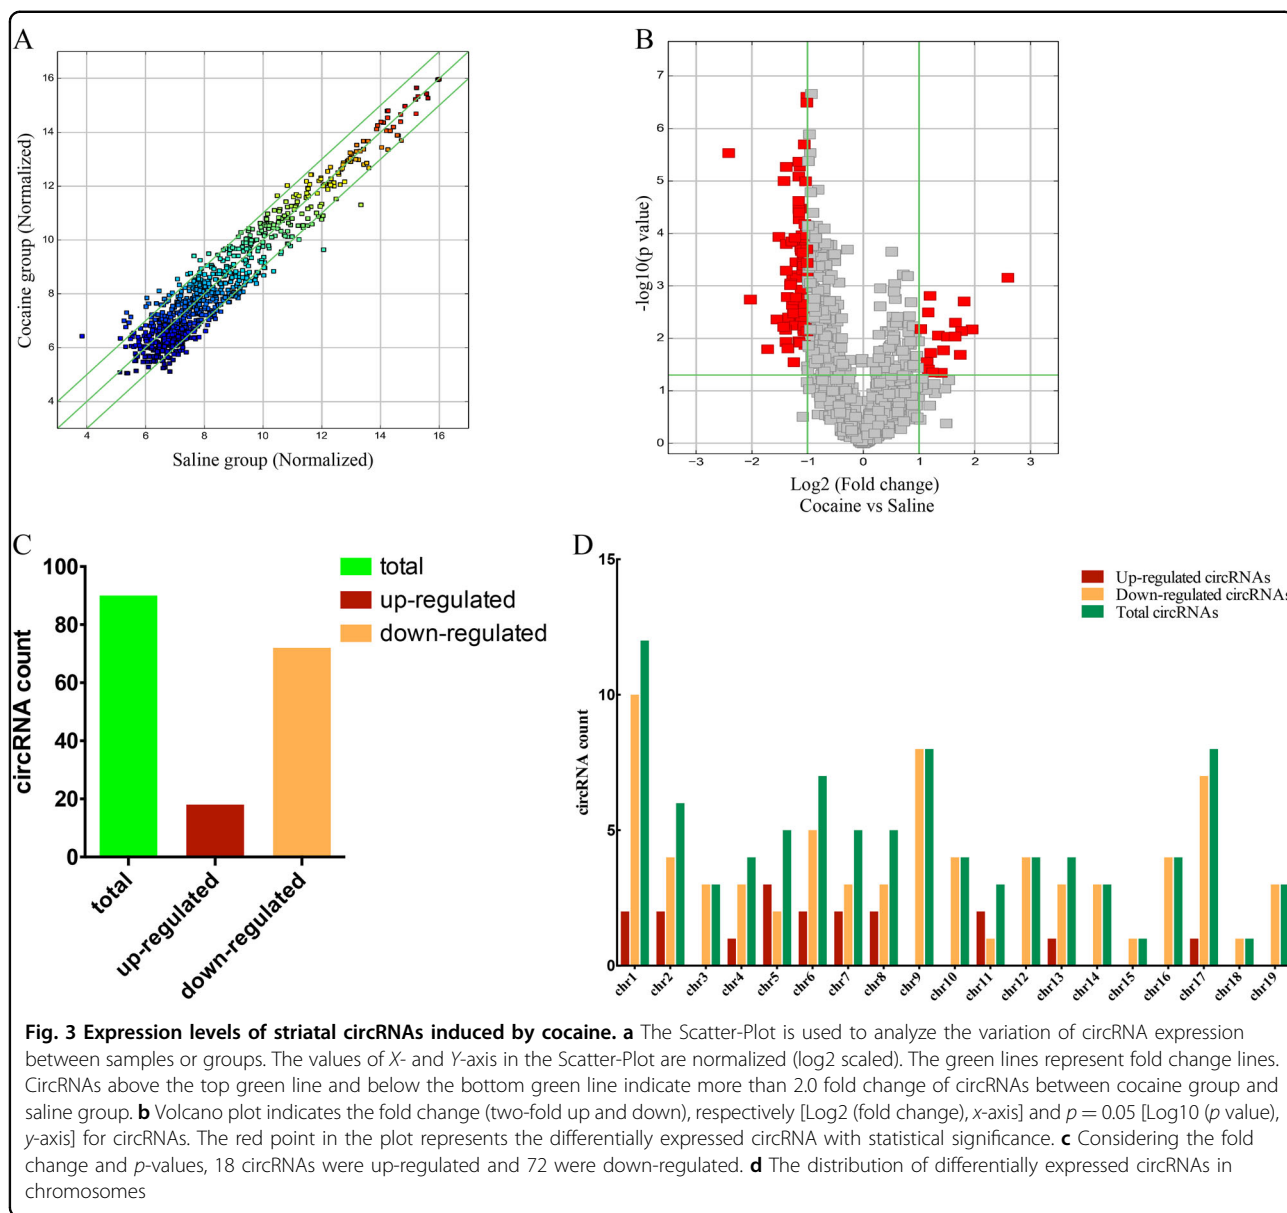 A
16
14
12
10
8
6
4
4
6
8
10
12
14
16
Cocaine group (Normalized)
Saline group (Normalized)
B
7
6
5
4
3
2
1
0
−3
−2
−1
0
1
2
3
-log10(p value)
Log2 (Fold change)
Cocaine vs Saline
C
100
80
60
40
20
0
circRNA count
total
up-regulated
down-regulated
total
up-regulated
down-regulated
D
15
10
5
0
circRNA count
Up-regulated circRNAs
Down-regulated circRNAs
Total circRNAs
chr1
chr2
chr3
chr4
chr5
chr6
chr7
chr8
chr9
chr10
chr11
chr12
chr13
chr14
chr15
chr16
chr17
chr18
chr19
Fig. 3 Expression levels of striatal circRNAs induced by cocaine. a The Scatter-Plot is used to analyze the variation of circRNA expression
between samples or groups. The values of X- and Y-axis in the Scatter-Plot are normalized (log2 scaled). The green lines represent fold change lines.
CircRNAs above the top green line and below the bottom green line indicate more than 2.0 fold change of circRNAs between cocaine group and
saline group. b Volcano plot indicates the fold change (two-fold up and down), respectively [Log2 (fold change), x-axis] and p = 0.05 [Log10 (p value),
y-axis] for circRNAs. The red point in the plot represents the differentially expressed circRNA with statistical significance. c Considering the fold
change and p-values, 18 circRNAs were up-regulated and 72 were down-regulated. d The distribution of differentially expressed circRNAs in
chromosomes